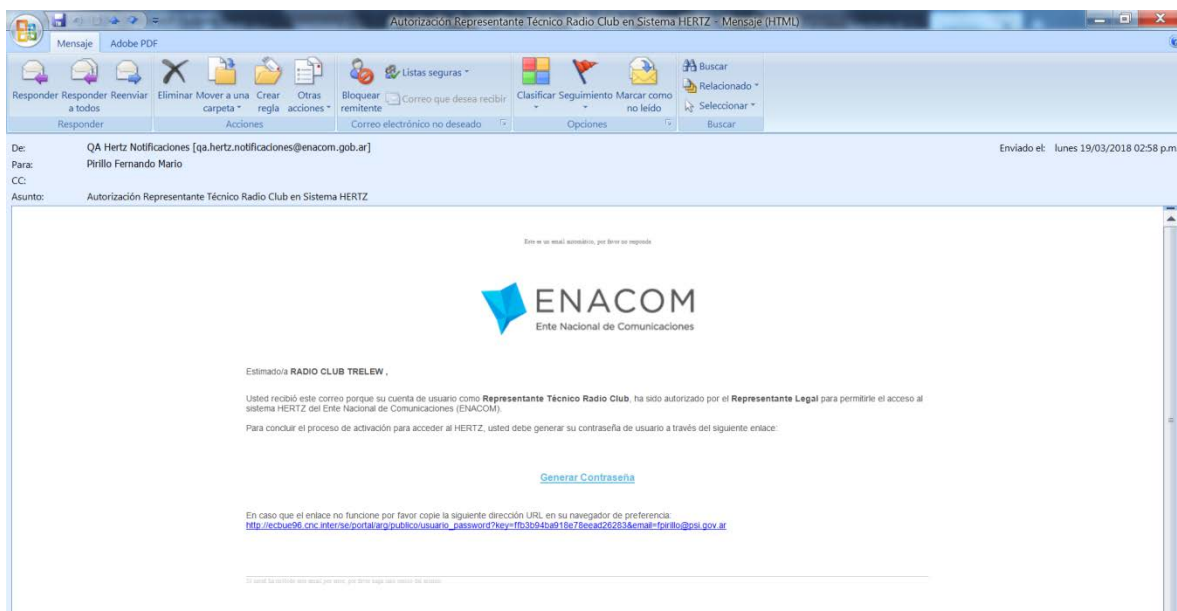 Autorización Representante Técnico Radio Club en Sistema HERTZ - Mensaje (HTML)
Mensaje Adobe PDF
Responder Responder a todos Reenviar Eliminar Mover a una carpeta Crear regla Otras acciones Bloquear remitente Listas seguras Correo que desea recibir Clasificar Seguimiento Marcar como no leído Buscar Relacionado Seleccionar
Responder Acciones Correo electrónico no deseado Opciones Buscar
De: QA Hertz Notificaciones [qa.hertz.notificaciones@enacom.gob.ar] Enviado el: lunes 19/03/2018 02:58 p.m.
Para: Pirillo Fernando Mario
CC:
Asunto: Autorización Representante Técnico Radio Club en Sistema HERTZ
Este es un email automático, por favor no responda
ENACOM
Ente Nacional de Comunicaciones
Estimado/a RADIO CLUB TRELEW ,
Usted recibió este correo porque su cuenta de usuario como Representante Técnico Radio Club, ha sido autorizado por el Representante Legal para permitirle el acceso al
sistema HERTZ del Ente Nacional de Comunicaciones (ENACOM).
Para concluir el proceso de activación para acceder al HERTZ, usted debe generar su contraseña de usuario a través del siguiente enlace:
Generar Contraseña
En caso que el enlace no funcione por favor copie la siguiente dirección URL en su navegador de preferencia:
http://ecbue96.cnc.inter/se/portal/arg/publico/usuario_password?key=ffb3b94ba918e78eead26283&email=fpirillo@psi.gov.ar